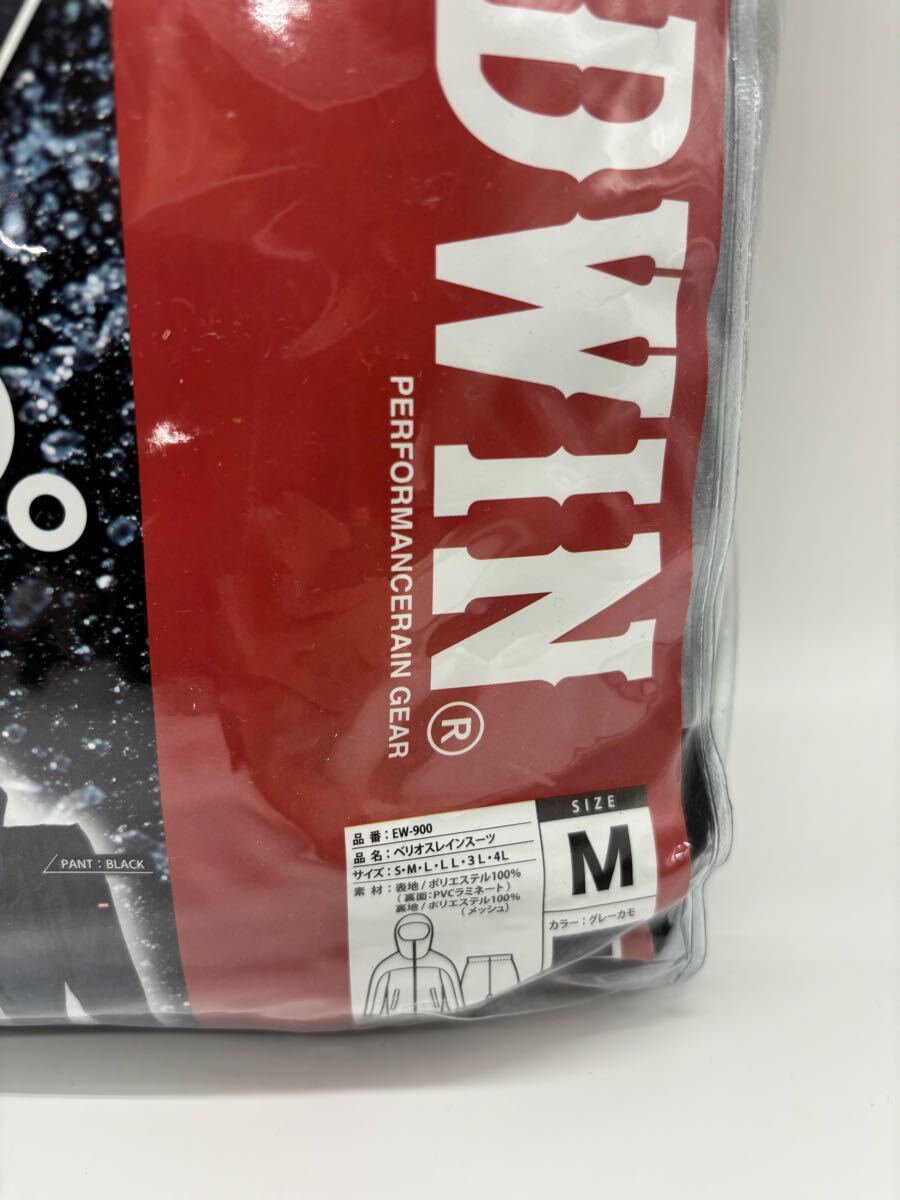 DWIN®
PERFORMANCERAIN GEAR
PANT : BLACK
品 番 : EW-900
品 名 : ベリオスレインスーツ
サイズ : S・M・L・LL・3L・4L
素 材 : 表地 / ポリエステル100%
(裏面:PVCラミネート)
裏地 / ポリエステル100%
(メッシュ)
SIZE
M
カラー : グレーカモ